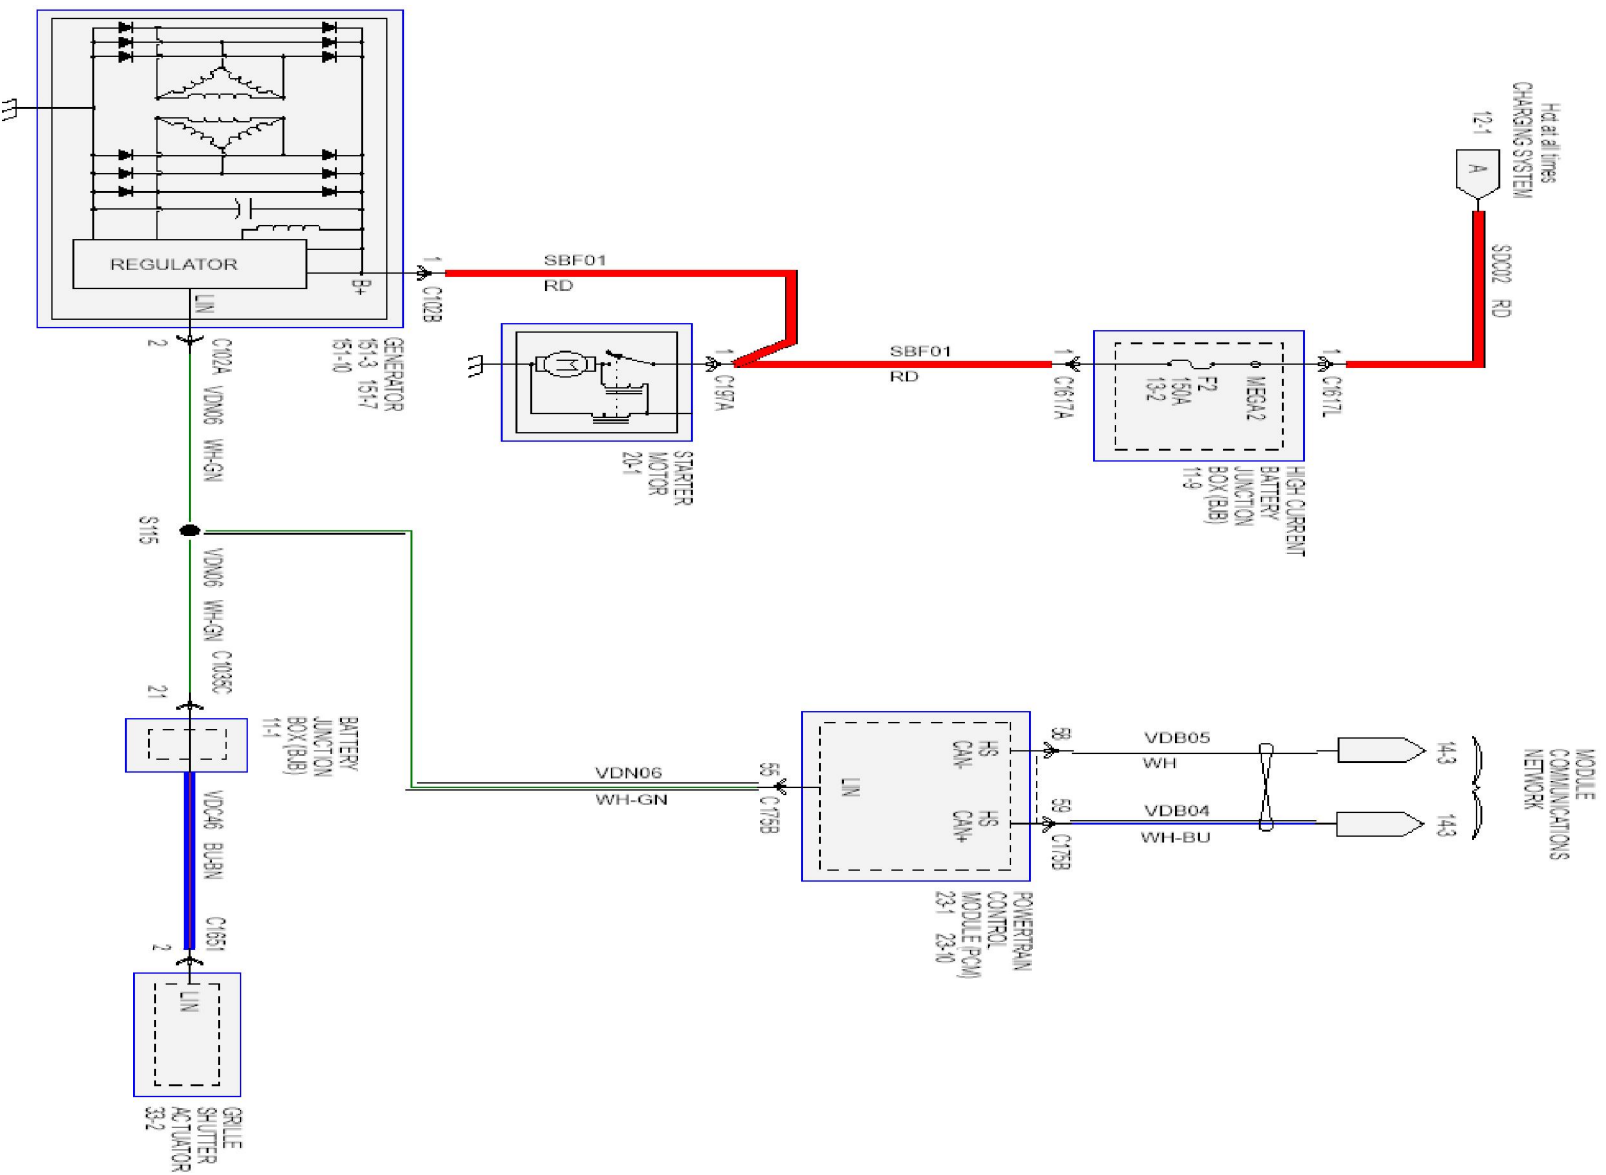 Hot at all times
CHARGING SYSTEM
12-1
A
SDC02 RD
REGULATOR
LIN
B+
1
C102B
SBF01
RD
GENERATOR
151-3 151-7
151-10
2
C102A
VDN06 WH-GN
1
C197A
STARTER
MOTOR
20-1
M
SBF01
RD
1
C1617A
F2
150A
13-2
MEGA2
1
C1617L
HIGH CURRENT
BATTERY
JUNCTION
BOX (BJB)
11-9
S115
VDN06 WH-GN
C1035C
21
BATTERY
JUNCTION
BOX (BJB)
11-1
VDC46 BU-BN
C1651
2
LIN
GRILLE
SHUTTER
ACTUATOR
33-2
VDN06
WH-GN
55
C175B
LIN
HS
CAN-
HS
CAN+
58
59
C175B
POWERTRAIN
CONTROL
MODULE (PCM)
23-1 23-10
VDB05
WH
VDB04
WH-BU
14-3
14-3
MODULE
COMMUNICATIONS
NETWORK